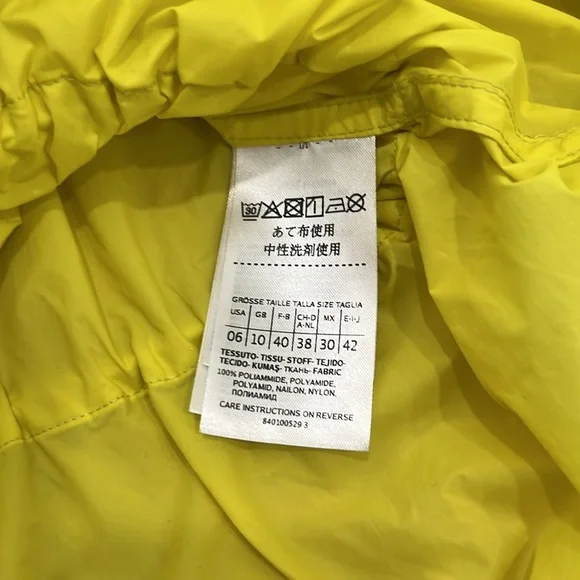 30
あて布使用
中性洗剤使用
GRÖSSE TAILLE TALLA SIZE TAGLIA
USA GB F-B CH-D A-NL MX E-I-J
06 10 40 38 30 42
TESSUTO- TISSU- STOFF- TEJIDO-
TECIDO- KUMAŞ- ТКАНЬ- FABRIC
100% POLIAMMIDE, POLYAMIDE,
POLYAMID, NAILON, NYLON,
ПОЛИАМИД
CARE INSTRUCTIONS ON REVERSE
840100529 3